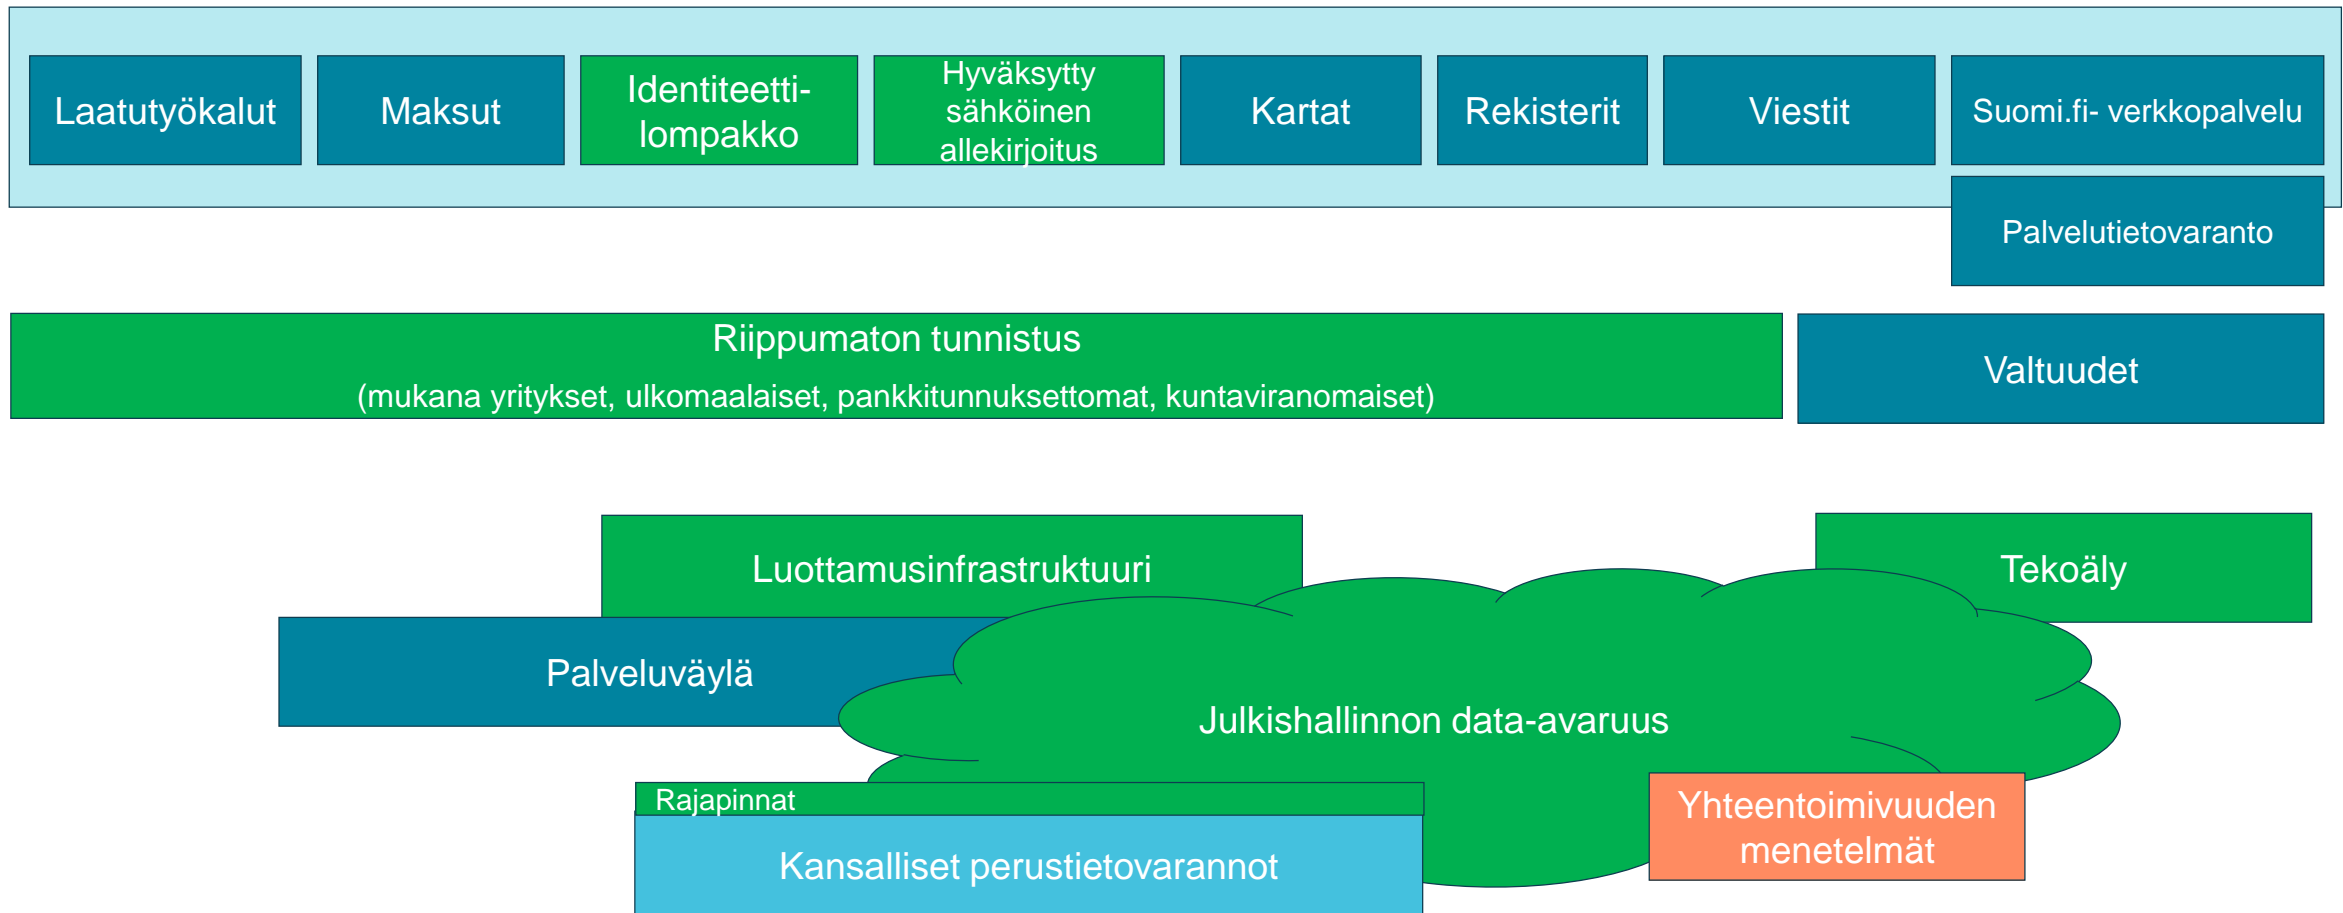 Laatutyökalut
Maksut
Identiteetti-
lompakko
Hyväksytty
sähköinen
allekirjoitus
Kartat
Rekisterit
Viestit
Suomi.fi- verkkopalvelu
Palvelutietovaranto
Riippumaton tunnistus
(mukana yritykset, ulkomaalaiset, pankkitunnuksettomat, kuntaviranomaiset)
Valtuudet
Luottamusinfrastruktuuri
Tekoäly
Palveluväylä
Julkishallinnon data-avaruus
Rajapinnat
Yhteentoimivuuden
menetelmät
Kansalliset perustietovarannot